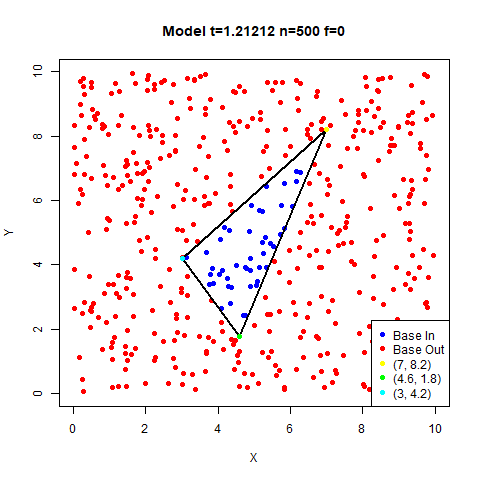 Model t=1.21212 n=500 f=0
10
8
6
4
2
0
Y
0 2 4 6 8 10
X
Base In
Base Out
(7, 8.2)
(4.6, 1.8)
(3, 4.2)